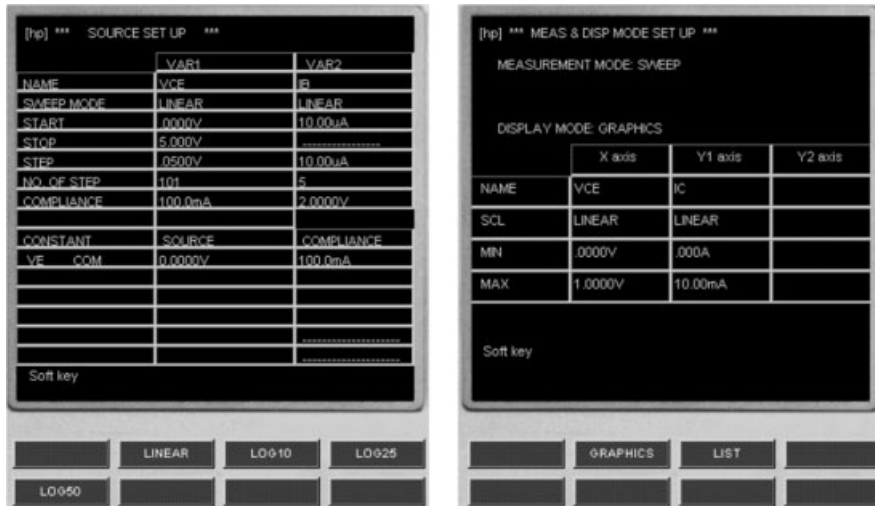 [hp] *** SOURCE SET UP ***
VAR1 VAR2
NAME VCE IB
SWEEP MODE LINEAR LINEAR
START .0000V 10.00uA
STOP 5.000V ----------------
STEP .0500V 10.00uA
NO. OF STEP 101 5
COMPLIANCE 100.0mA 2.0000V
CONSTANT SOURCE COMPLIANCE
VE COM 0.0000V 100.0mA
--------------------
--------------------
Soft key
LINEAR LOG10 LOG25
LOG50
[hp] *** MEAS & DISP MODE SET UP ***
MEASUREMENT MODE: SWEEP
DISPLAY MODE: GRAPHICS
X axis Y1 axis Y2 axis
NAME VCE IC
SCL LINEAR LINEAR
MIN .0000V .000A
MAX 1.0000V 10.00mA
Soft key
GRAPHICS LIST